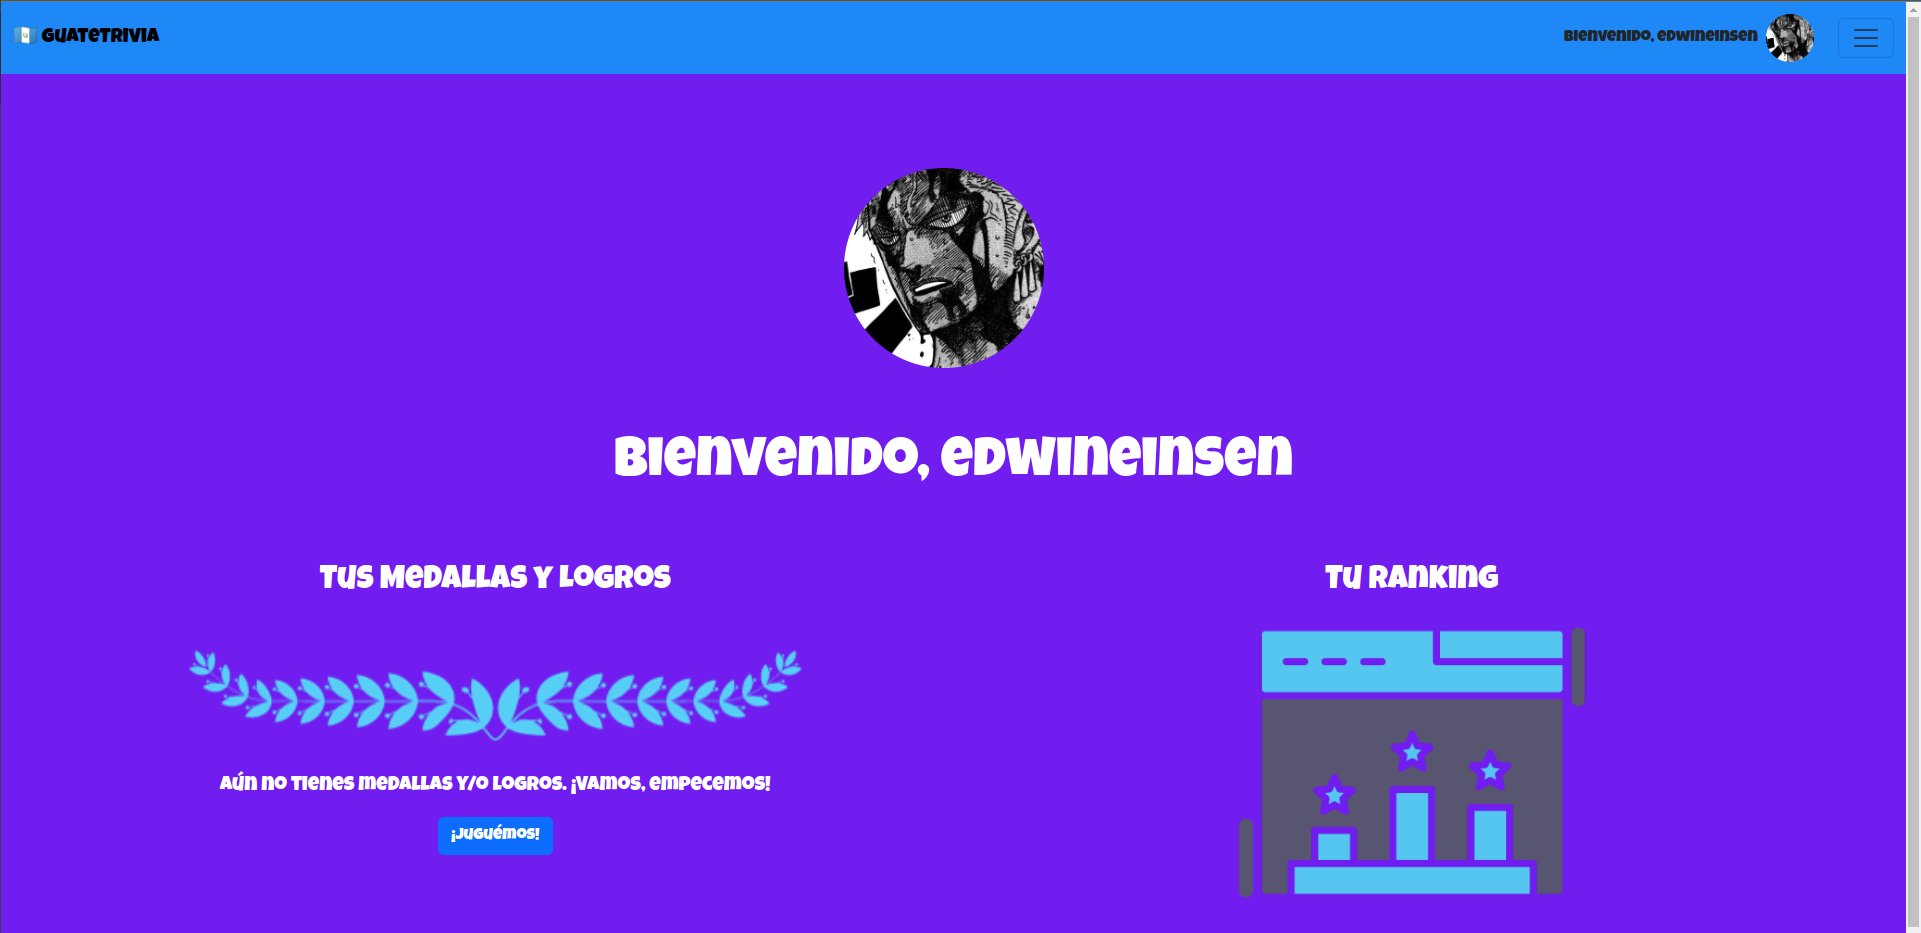 GUATETRIVIA
Bienvenido, edwineinsen
Bienvenido, edwineinsen
Tus Medallas y logros
Tu Ranking
Aún no tienes medallas y/o logros. ¡Vamos, empecemos!
¡Juguémos!